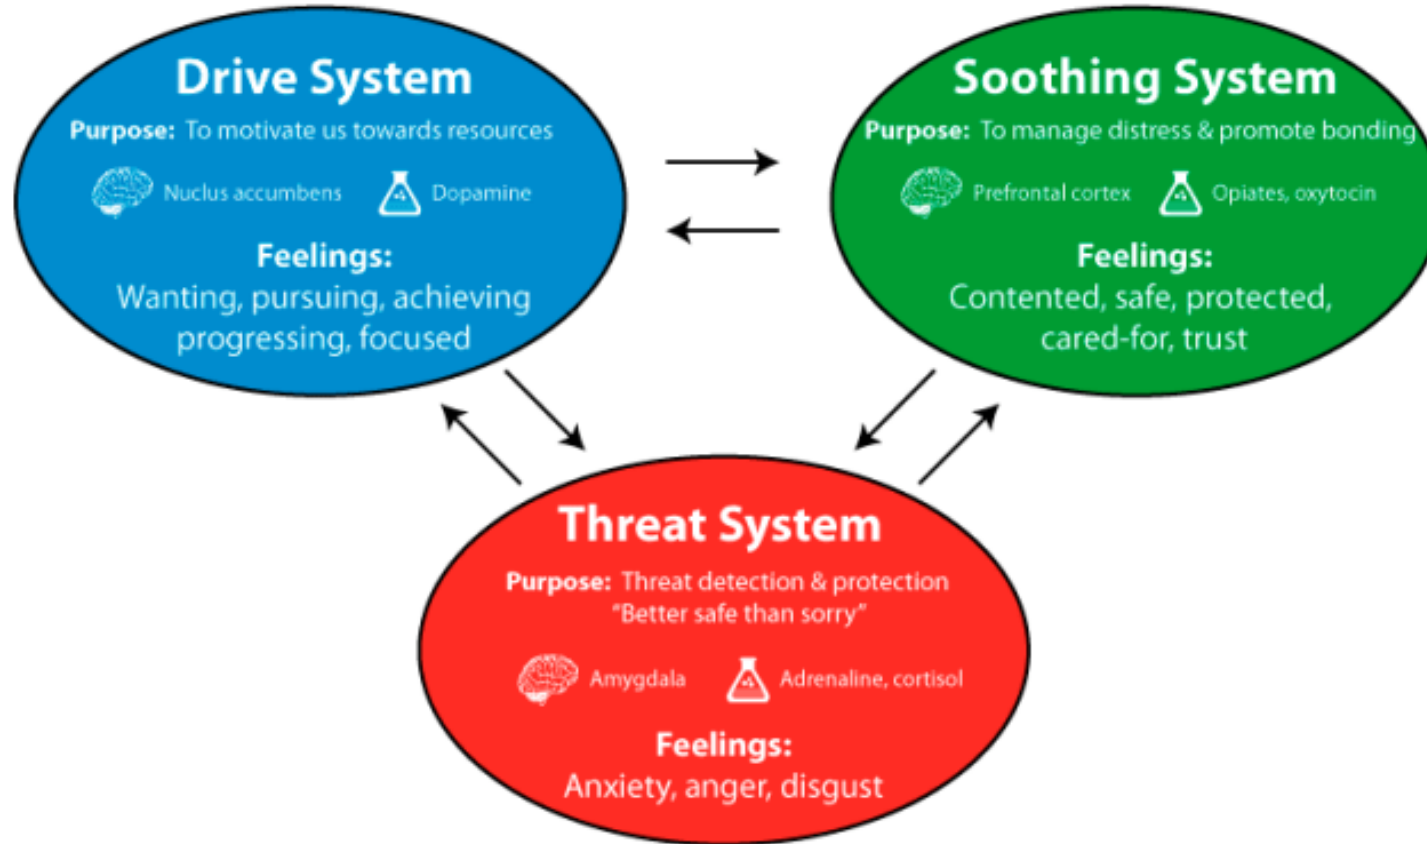 Drive System
Purpose: To motivate us towards resources
Nuclus accumbens
Dopamine
Feelings:
Wanting, pursuing, achieving
progressing, focused
Soothing System
Purpose: To manage distress & promote bonding
Prefrontal cortex
Opiates, oxytocin
Feelings:
Contented, safe, protected,
cared-for, trust
Threat System
Purpose: Threat detection & protection
“Better safe than sorry”
Amygdala
Adrenaline, cortisol
Feelings:
Anxiety, anger, disgust